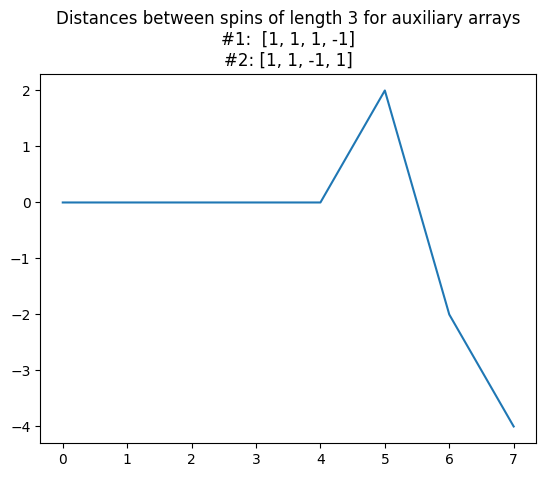 Distances between spins of length 3 for auxiliary arrays
#1:  [1, 1, 1, -1]
#2: [1, 1, -1, 1]
2
1
0
−1
−2
−3
−4
0 1 2 3 4 5 6 7